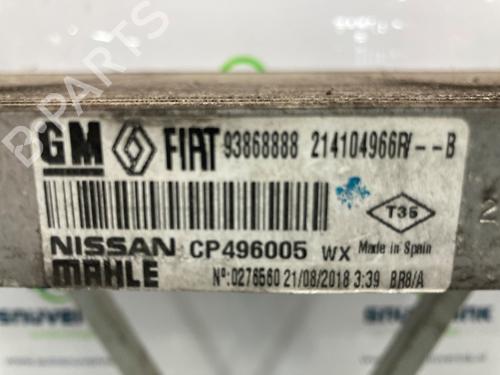 GM FIAT 93868888 214104966R/--B
T35
NISSAN CP496005 WX Made in Spain
MAHLE Nº:0276560 21/08/2018 3:39 BR8/A